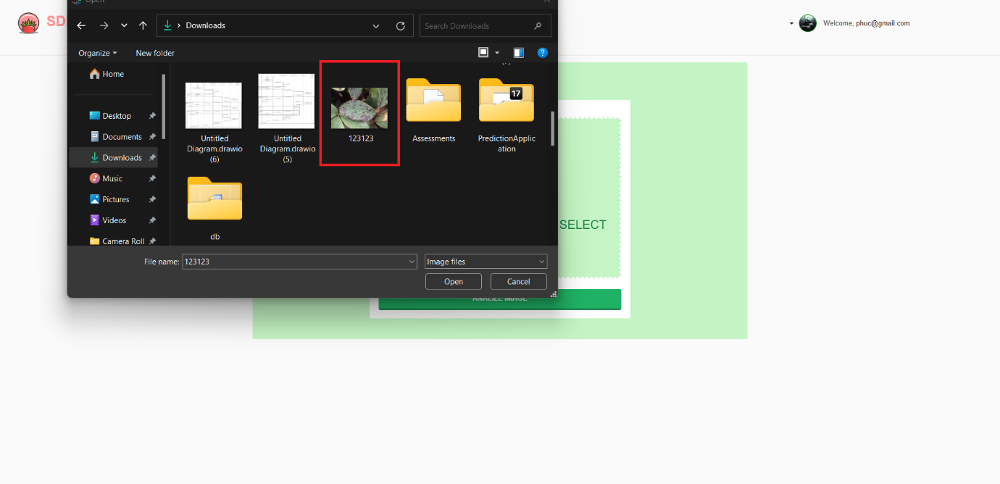 Open
SD
Downloads
Search Downloads
Welcome, phuc@gmail.com
Organize
New folder
?
Home
Desktop
Documents
Downloads
Music
Pictures
Videos
Camera Roll
Untitled
Diagram.drawio
(6)
Untitled
Diagram.drawio
(5)
123123
Assessments
17
PredictionApplic
ation
db
SELECT
File name:
123123
Image files
Open
Cancel
ANALIZE IMAGE